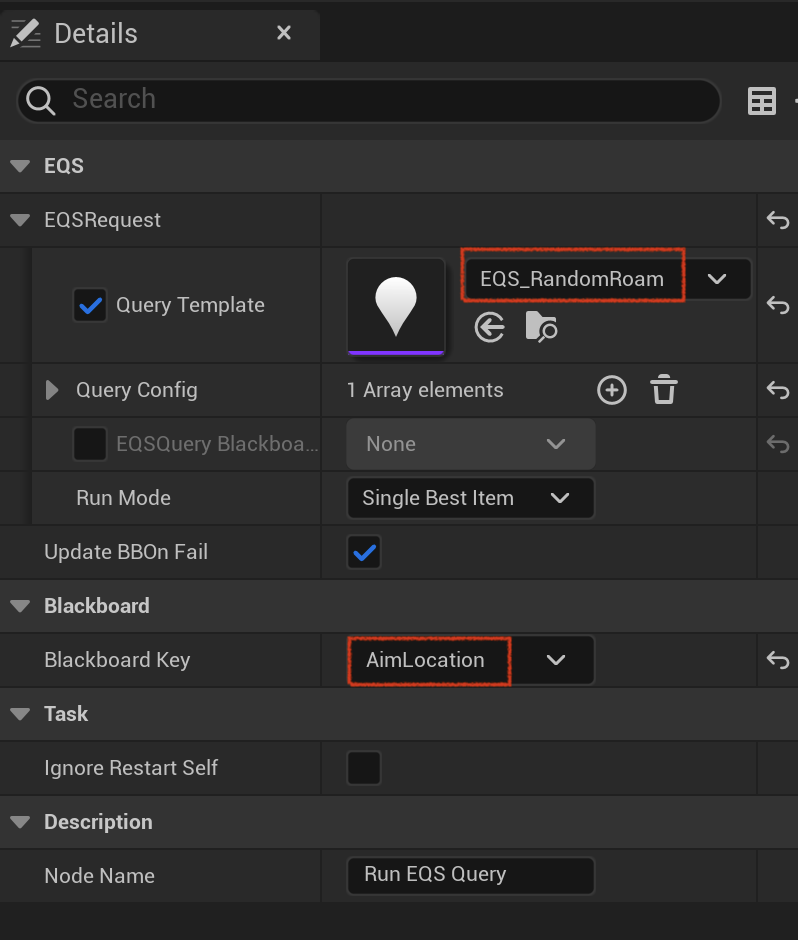 Details
Search
EQS
EQSRequest
Query Template
EQS_RandomRoam
Query Config
1 Array elements
EQSQuery Blackboa...
None
Run Mode
Single Best Item
Update BBOn Fail
Blackboard
Blackboard Key
AimLocation
Task
Ignore Restart Self
Description
Node Name
Run EQS Query